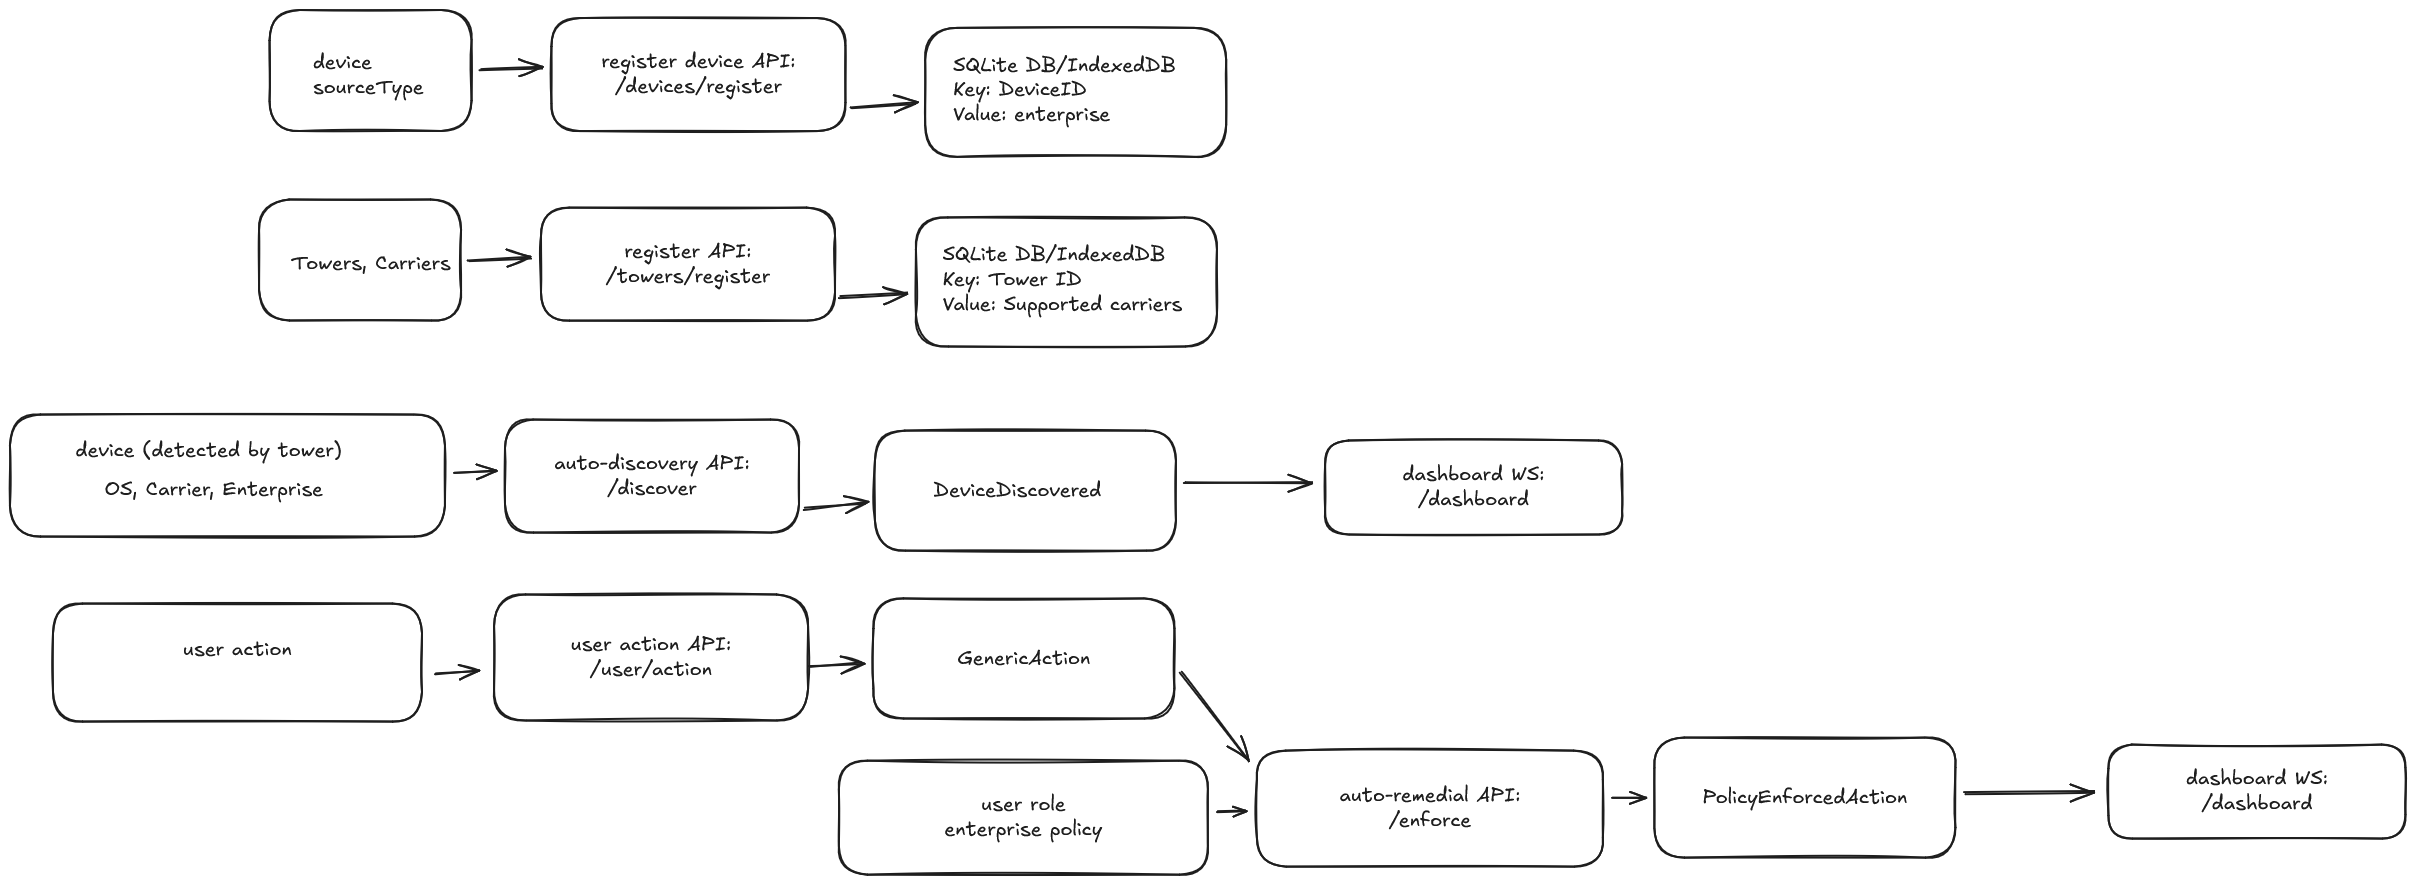 device
sourceType
register device API:
/devices/register
SQLite DB/IndexedDB
Key: DeviceID
Value: enterprise
Towers, Carriers
register API:
/towers/register
SQLite DB/IndexedDB
Key: Tower ID
Value: Supported carriers
device (detected by tower)
OS, Carrier, Enterprise
auto-discovery API:
/discover
DeviceDiscovered
dashboard WS:
/dashboard
user action
user action API:
/user/action
GenericAction
user role
enterprise policy
auto-remedial API:
/enforce
PolicyEnforcedAction
dashboard WS:
/dashboard